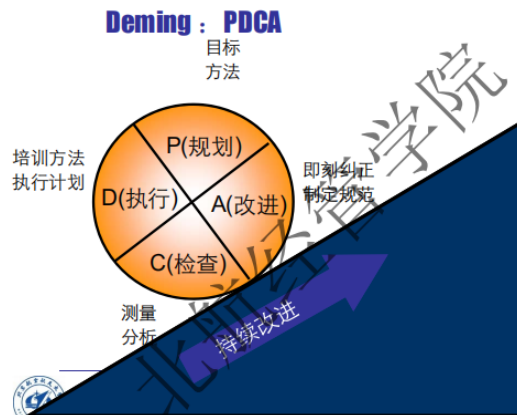 Deming： PDCA
目标
方法
P(规划)
培训方法
执行计划
D(执行)
A(改进)
即刻纠正
制定规范
C(检查)
测量
分析
持续改进
北航经管学院